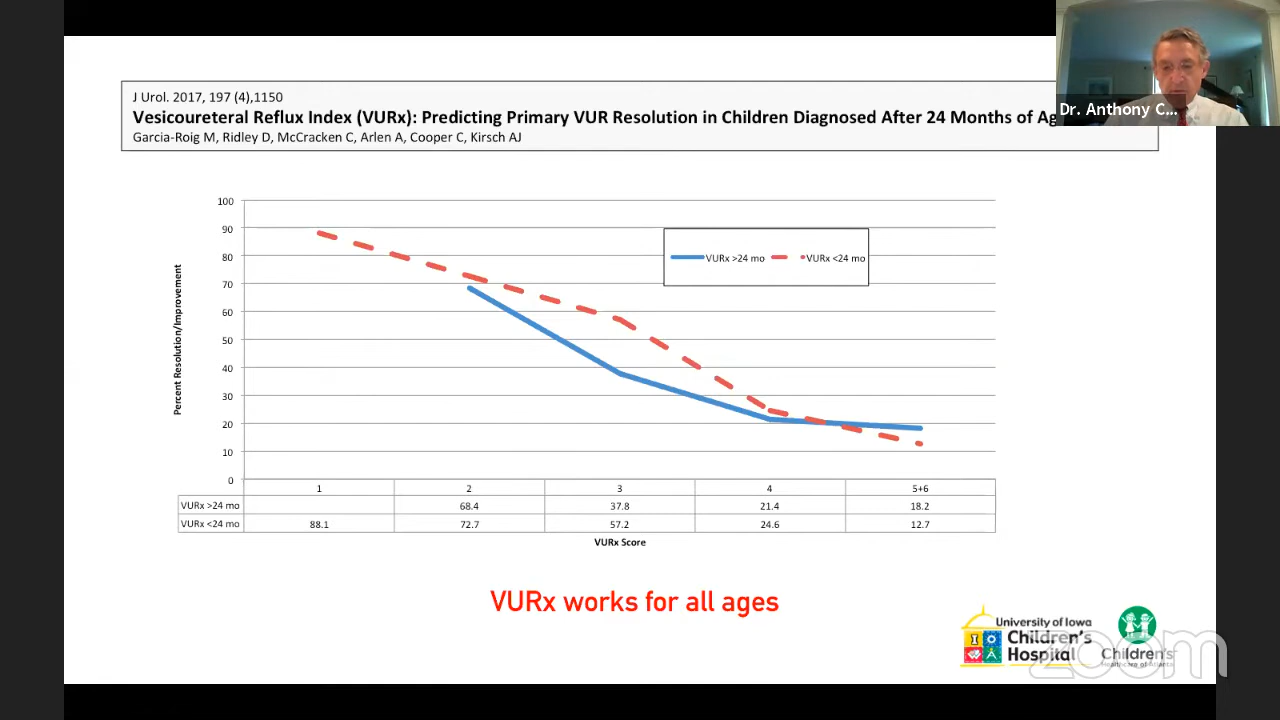 Dr. Anthony C...
J Urol. 2017, 197 (4),1150
Vesicoureteral Reflux Index (VURx): Predicting Primary VUR Resolution in Children Diagnosed After 24 Months of Ag
Garcia-Roig M, Ridley D, McCracken C, Arlen A, Cooper C, Kirsch AJ
Percent Resolution/Improvement
100
90
80
70
60
50
40
30
20
10
0
VURx >24 mo VURx <24 mo
1 2 3 4 5+6
VURx >24 mo 68.4 37.8 21.4 18.2
VURx <24 mo 88.1 72.7 57.2 24.6 12.7
VURx Score
VURx works for all ages
University of Iowa
Children's
Hospital
Children's
Healthcare of Atlanta
zoom